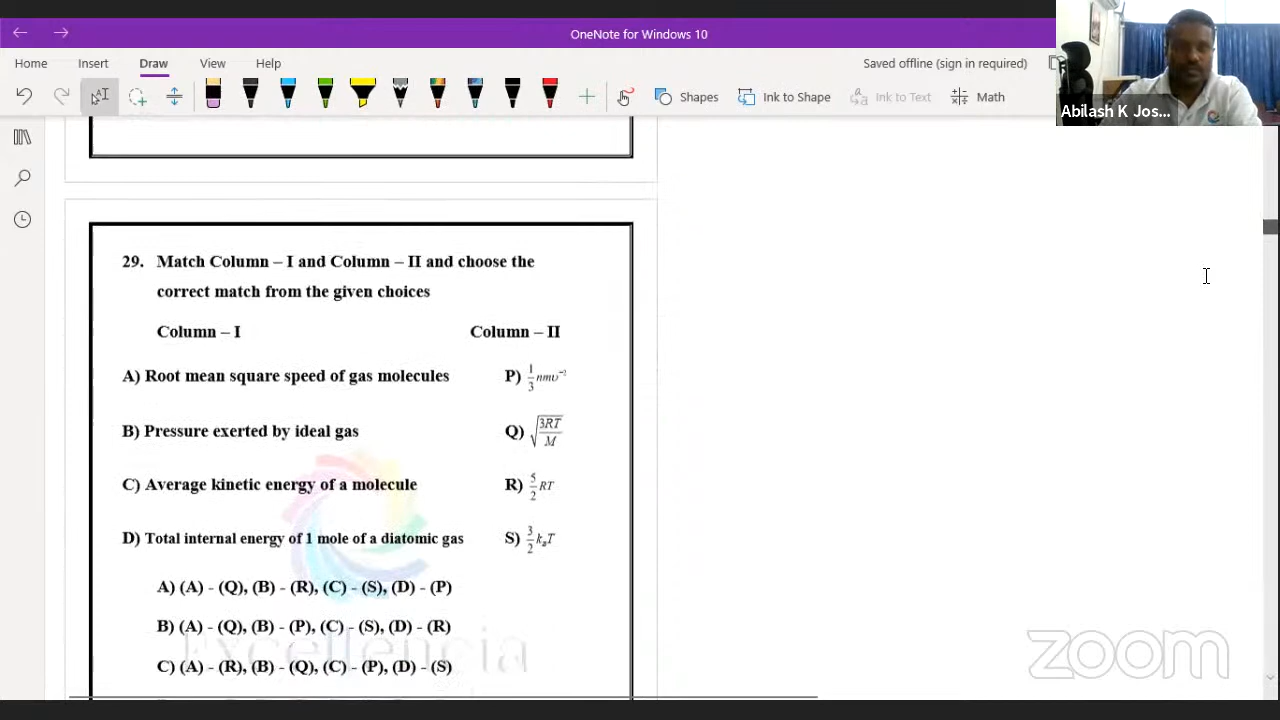 OneNote for Windows 10
Home Insert Draw View Help
Saved offline (sign in required)
Shapes Ink to Shape Ink to Text Math
Abilash K Jos...
29. Match Column – I and Column – II and choose the
correct match from the given choices
Column – I Column – II
A) Root mean square speed of gas molecules P) 1/3 nmυ⁻²
B) Pressure exerted by ideal gas Q) √(3RT/M)
C) Average kinetic energy of a molecule R) 5/2 RT
D) Total internal energy of 1 mole of a diatomic gas S) 3/2 k_BT
A) (A) - (Q), (B) - (R), (C) - (S), (D) - (P)
B) (A) - (Q), (B) - (P), (C) - (S), (D) - (R)
C) (A) - (R), (B) - (Q), (C) - (P), (D) - (S)
Excellencia
zoom